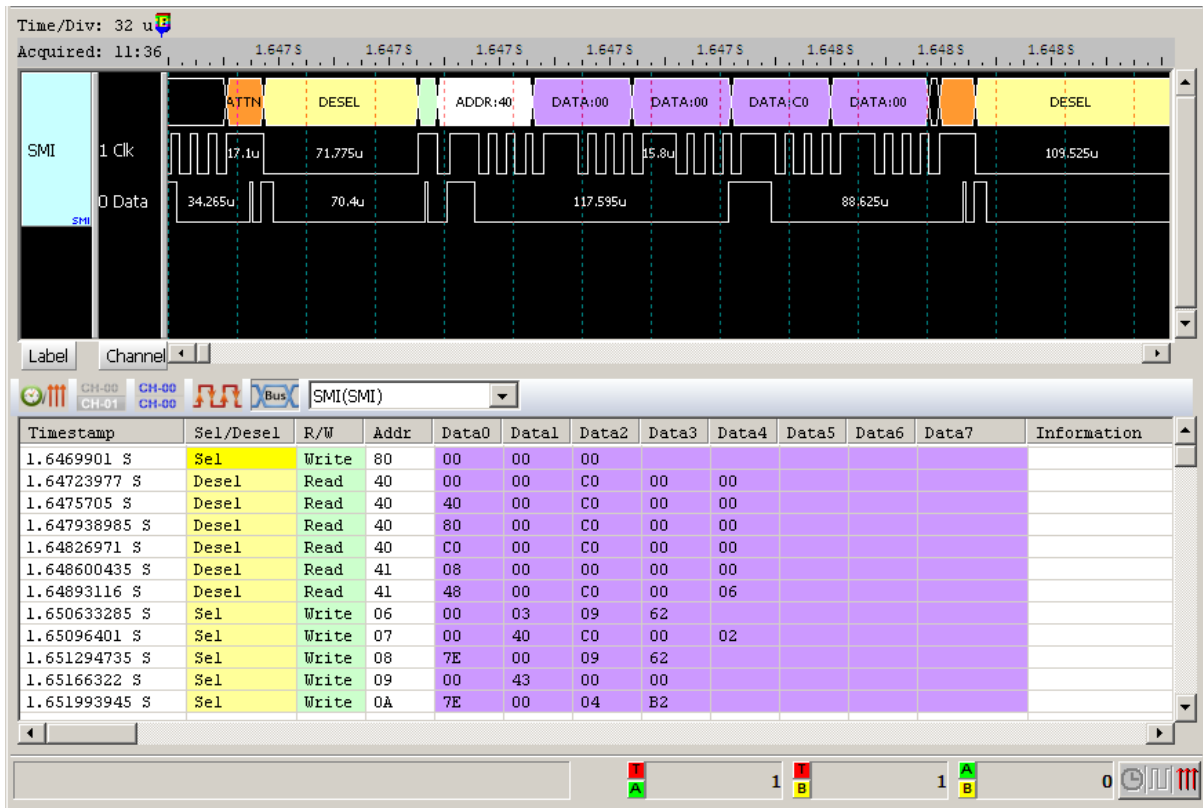 Time/Div: 32 u
Acquired: 11:36 1.647 S 1.647 S 1.647 S 1.647 S 1.647 S 1.648 S 1.648 S 1.648 S
ATTN DESEL ADDR:40 DATA:00 DATA:00 DATA:C0 DATA:00 DESEL
SMI 1 Clk 17.1u 71.775u 15.8u 109.525u
0 Data 34.265u 70.4u 117.595u 88.625u
SMI
Label Channel
CH-00 CH-01 CH-00 CH-00 Bus SMI(SMI)
Timestamp Sel/Desel R/W Addr Data0 Data1 Data2 Data3 Data4 Data5 Data6 Data7 Information
1.6469901 S Sel Write 80 00 00 00
1.64723977 S Desel Read 40 00 00 C0 00 00
1.6475705 S Desel Read 40 40 00 C0 00 00
1.647938985 S Desel Read 40 80 00 C0 00 00
1.64826971 S Desel Read 40 C0 00 C0 00 00
1.648600435 S Desel Read 41 08 00 00 00 00
1.64893116 S Desel Read 41 48 00 C0 00 06
1.650633285 S Sel Write 06 00 03 09 62
1.65096401 S Sel Write 07 00 40 C0 00 02
1.651294735 S Sel Write 08 7E 00 09 62
1.65166322 S Sel Write 09 00 43 00 00
1.651993945 S Sel Write 0A 7E 00 04 B2
T A 1 T B 1 A B 0